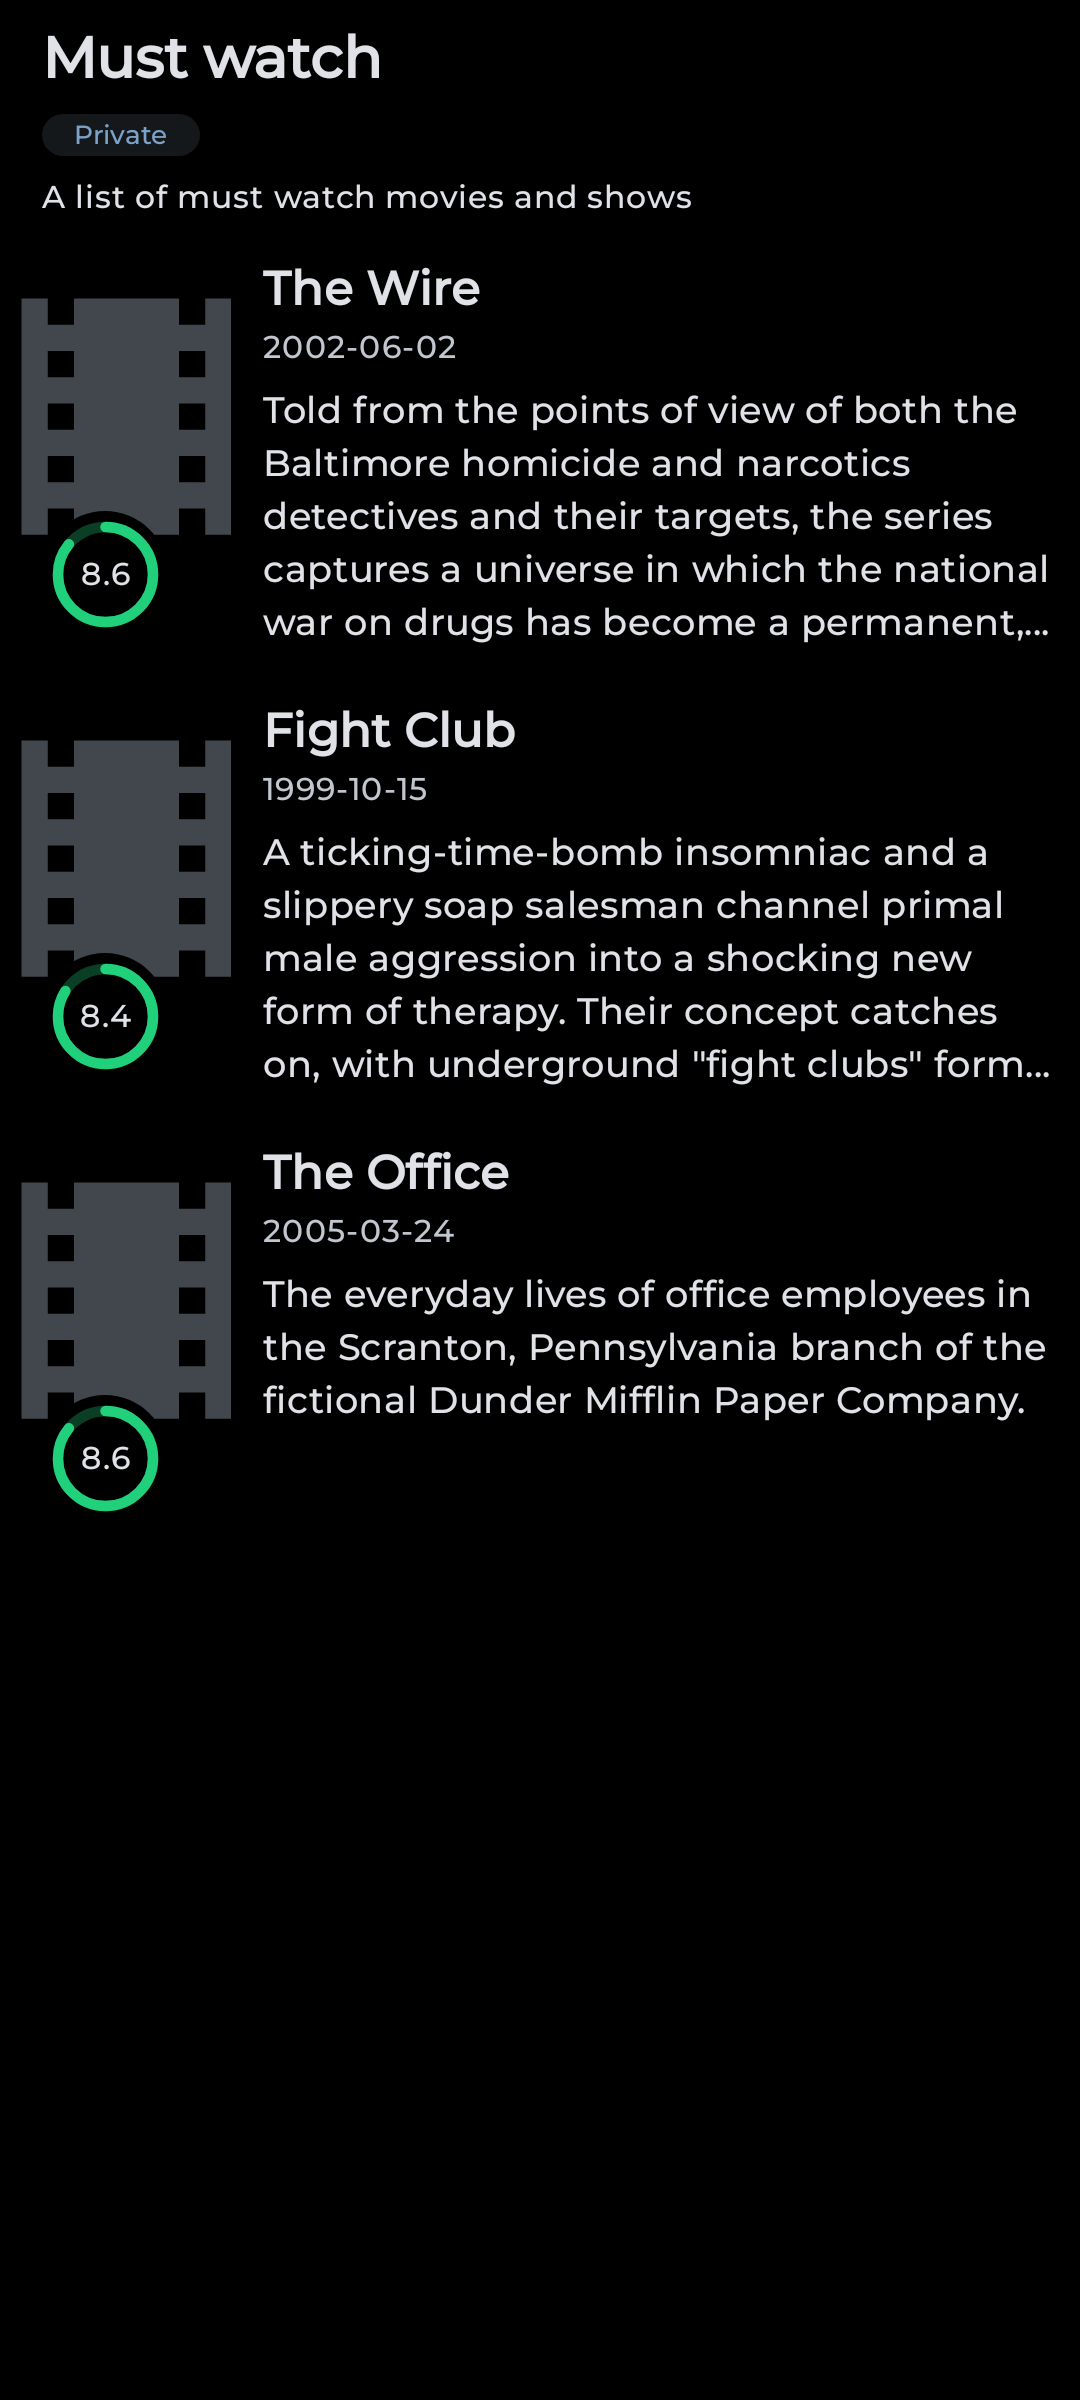 Must watch
Private
A list of must watch movies and shows
The Wire
2002-06-02
Told from the points of view of both the
Baltimore homicide and narcotics
detectives and their targets, the series
captures a universe in which the national
war on drugs has become a permanent,...
8.6
Fight Club
1999-10-15
A ticking-time-bomb insomniac and a
slippery soap salesman channel primal
male aggression into a shocking new
form of therapy. Their concept catches
on, with underground "fight clubs" form...
8.4
The Office
2005-03-24
The everyday lives of office employees in
the Scranton, Pennsylvania branch of the
fictional Dunder Mifflin Paper Company.
8.6